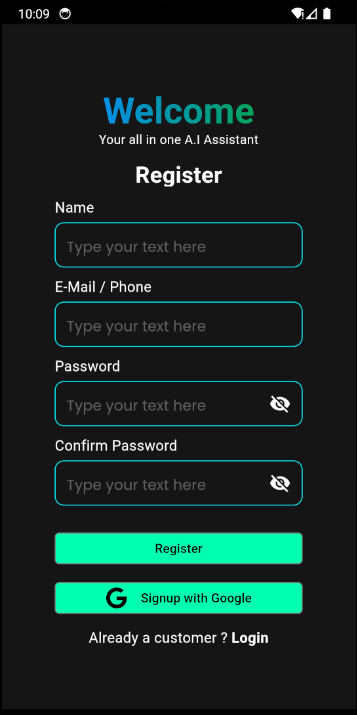 10:09
Welcome
Your all in one A.I Assistant
Register
Name
Type your text here
E-Mail / Phone
Type your text here
Password
Type your text here
Confirm Password
Type your text here
Register
G Signup with Google
Already a customer ? Login